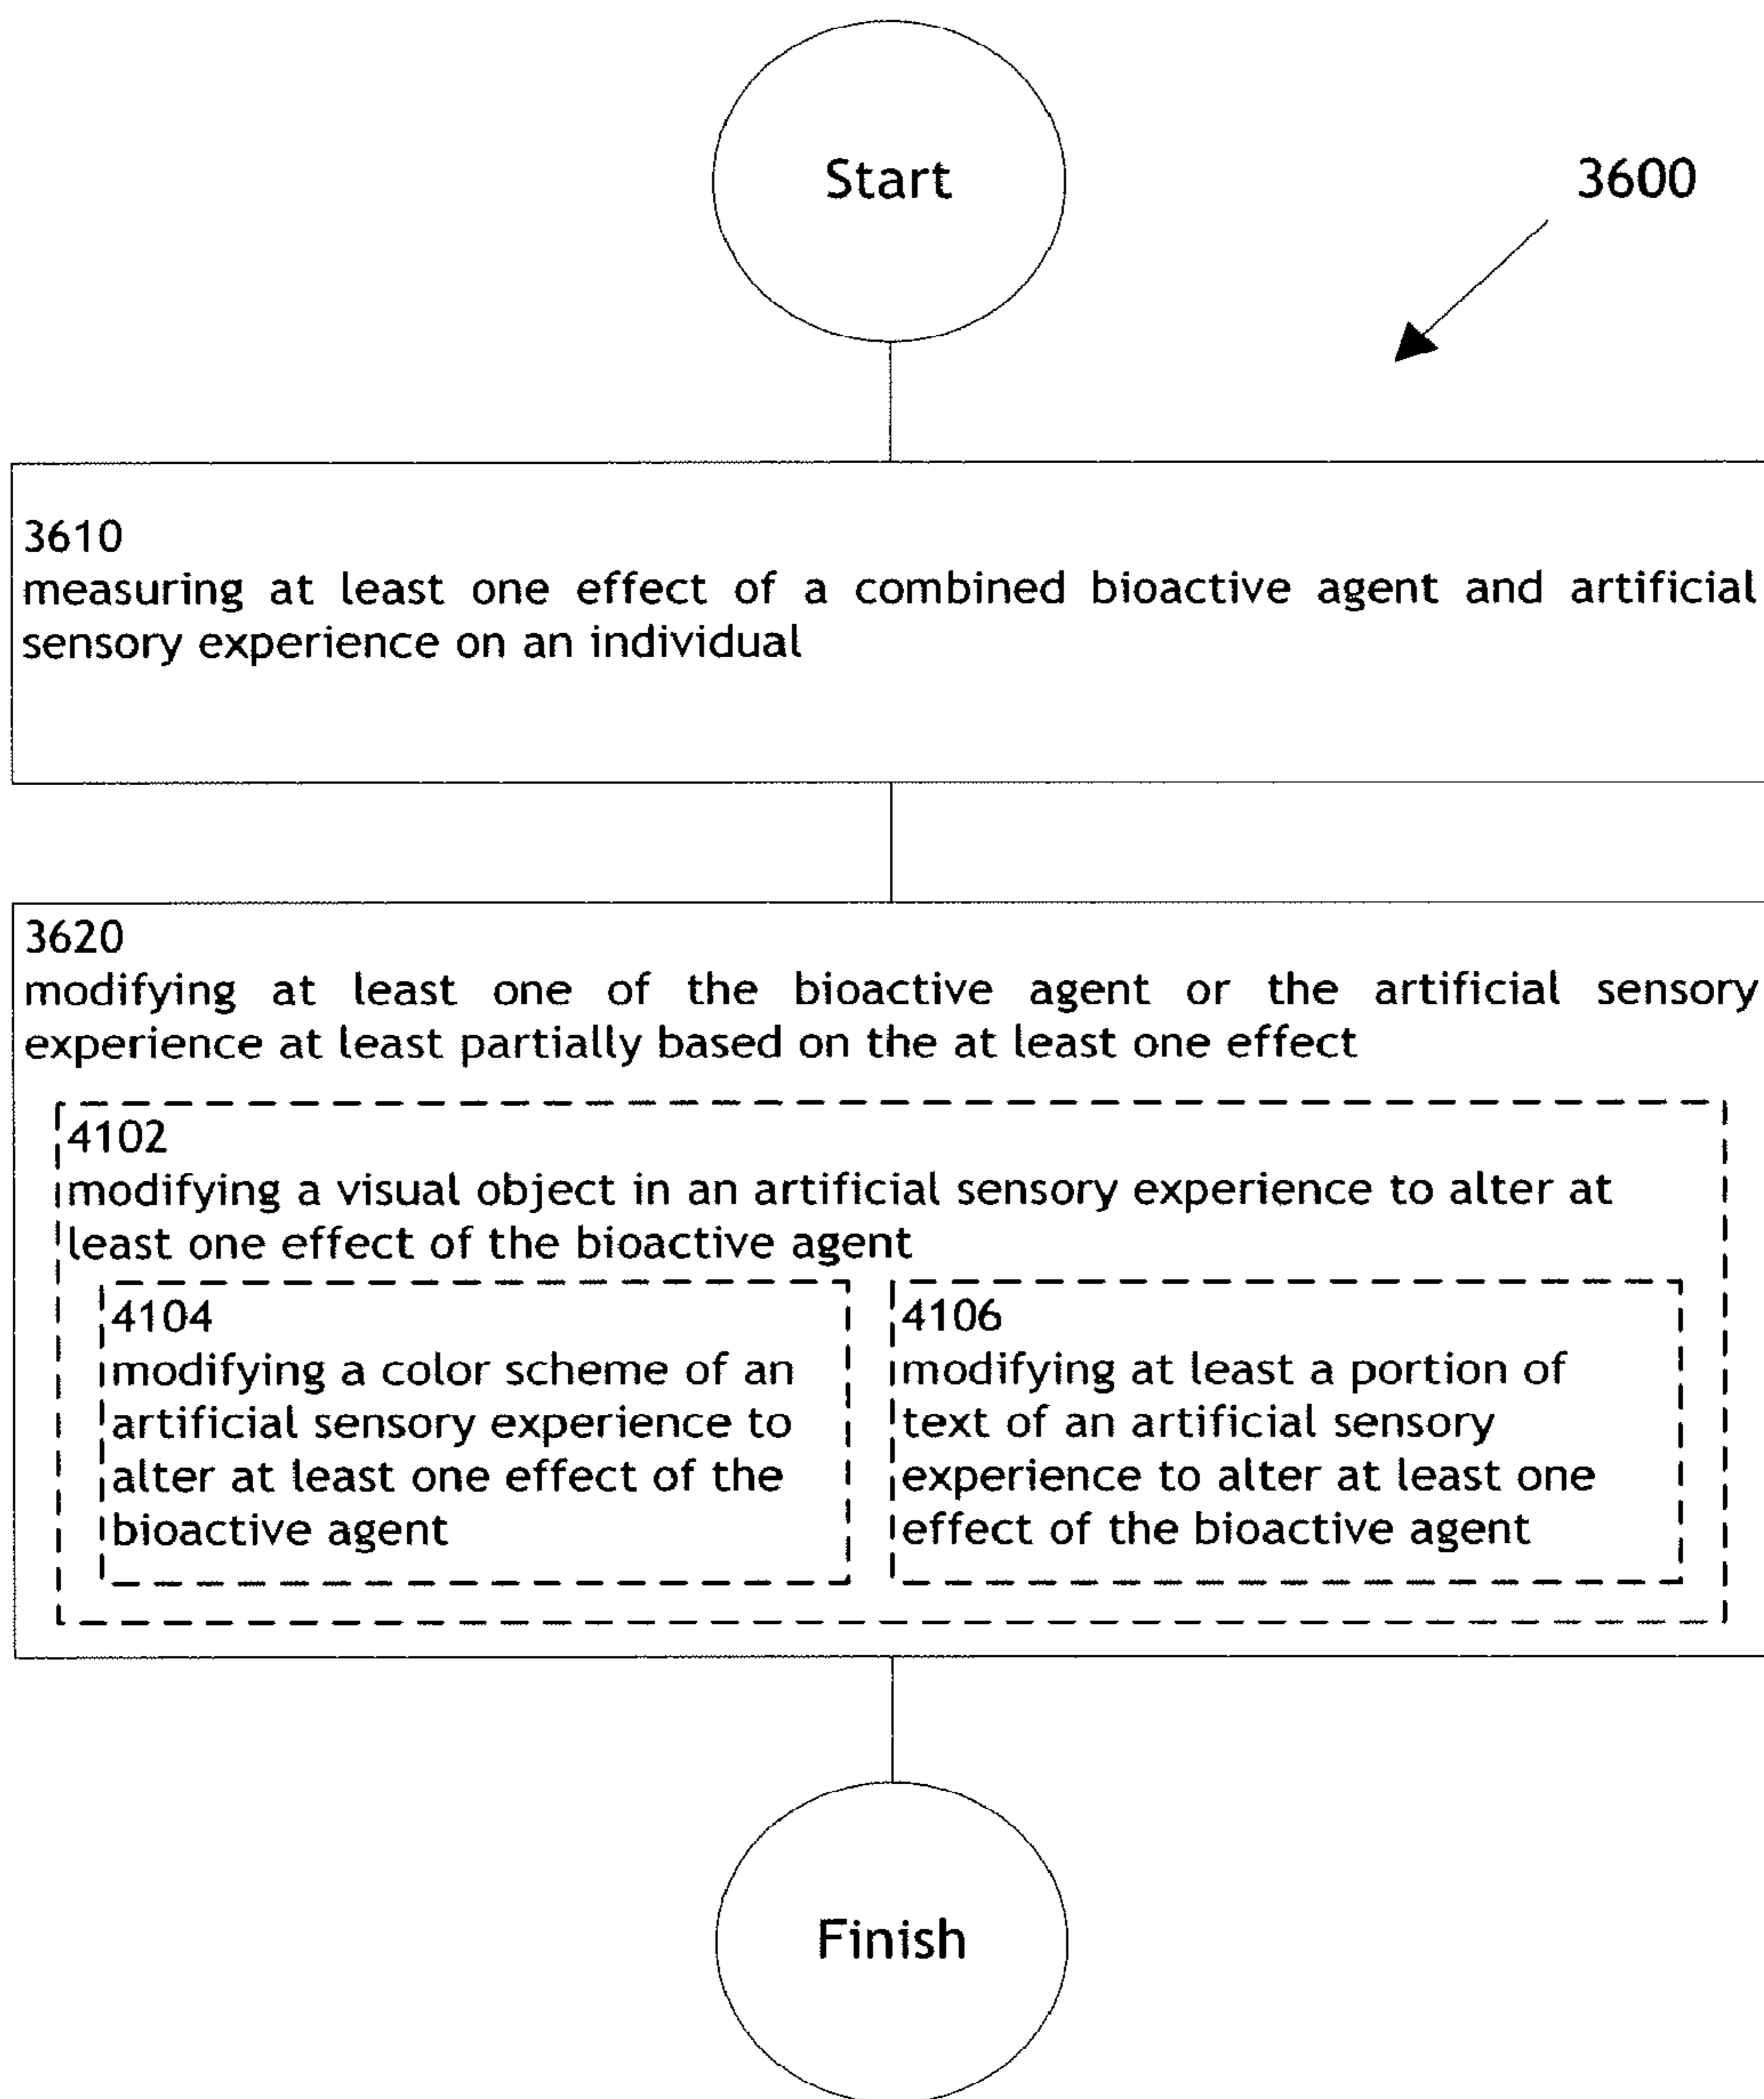 Start
3600
3610
measuring at least one effect of a combined bioactive agent and artificial
sensory experience on an individual
3620
modifying at least one of the bioactive agent or the artificial sensory
experience at least partially based on the at least one effect
4102
modifying a visual object in an artificial sensory experience to alter at
least one effect of the bioactive agent
4104
modifying a color scheme of an
artificial sensory experience to
alter at least one effect of the
bioactive agent
4106
modifying at least a portion of
text of an artificial sensory
experience to alter at least one
effect of the bioactive agent
Finish